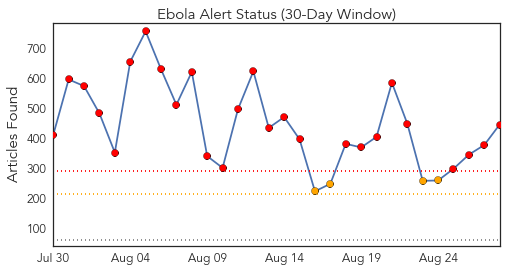 Ebola Alert Status (30-Day Window)
Articles Found
700
600
500
400
300
200
100
Jul 30 Aug 04 Aug 09 Aug 14 Aug 19 Aug 24